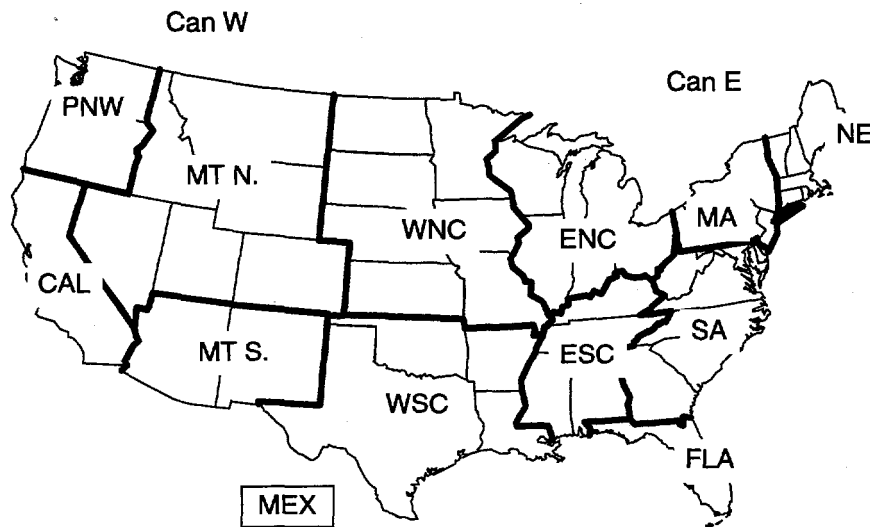 Can W
Can E
PNW
NE
MT N.
MA
WNC
ENC
CAL
SA
MT S.
ESC
WSC
FLA
MEX